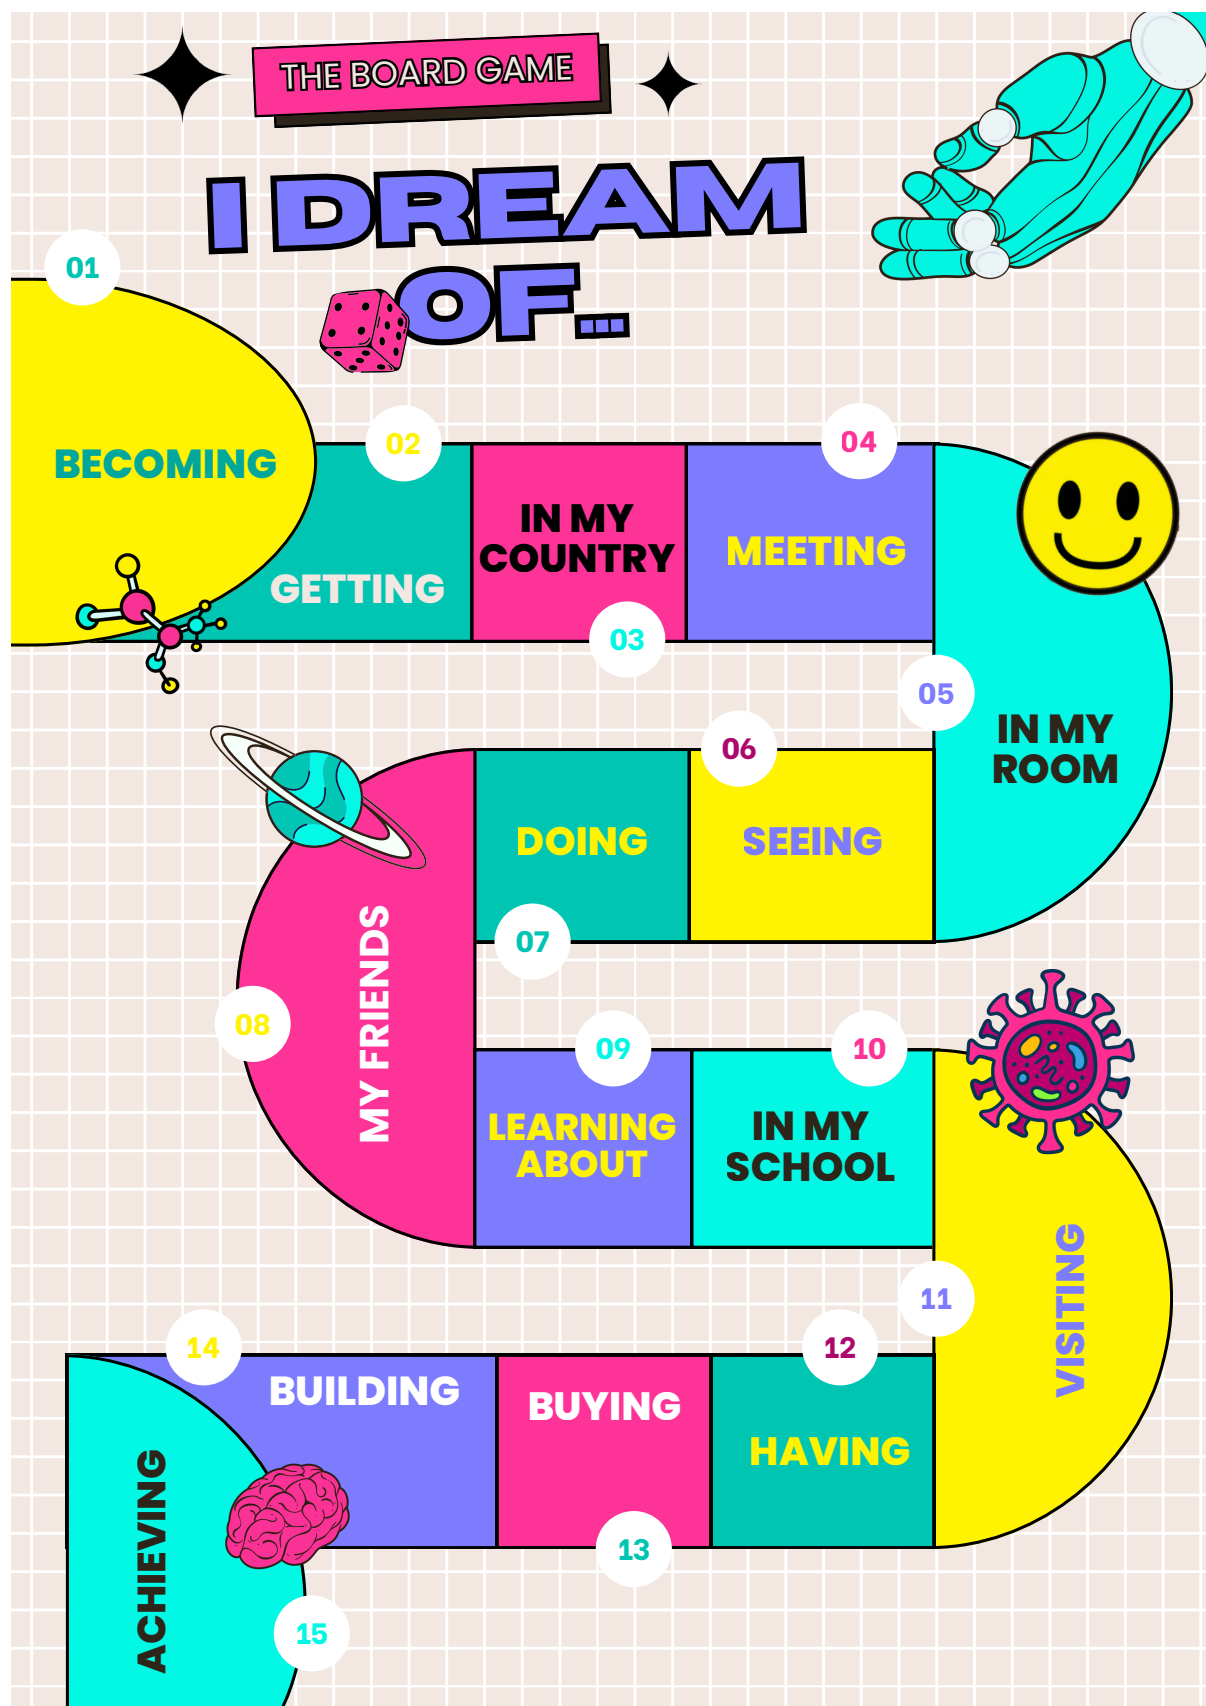 THE BOARD GAME
I DREAM
OF...
01
BECOMING
02
GETTING
IN MY
COUNTRY
03
04
MEETING
05
IN MY
ROOM
06
SEEING
DOING
07
MY FRIENDS
08
09
LEARNING
ABOUT
10
IN MY
SCHOOL
11
VISITING
12
HAVING
BUYING
13
14
BUILDING
ACHIEVING
15